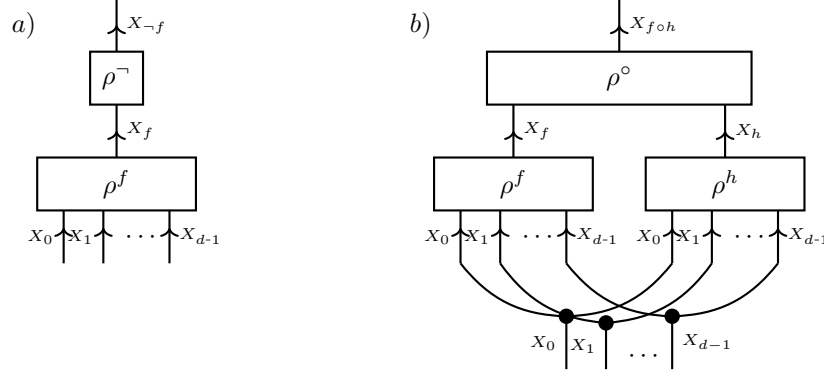 a) X_{¬f} b) X_{f∘h}
ρ^¬ ρ^∘
X_f X_f X_h
ρ^f ρ^f ρ^h
X_0 X_1 ... X_{d-1} X_0 X_1 ... X_{d-1} X_0 X_1 ... X_{d-1}
X_0 X_1 ... X_{d-1}